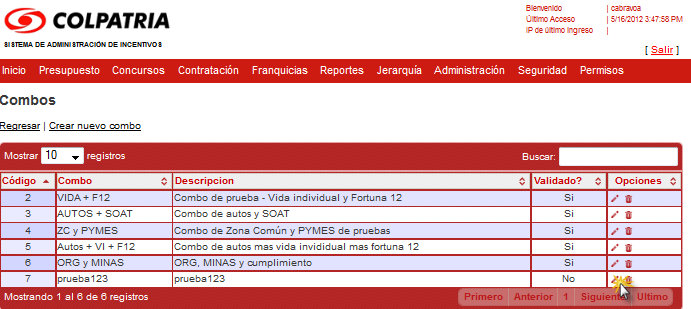 COLPATRIA
SISTEMA DE ADMINISTRACIÓN DE INCENTIVOS
Bienvenido | cabravoa
Último Acceso | 5/16/2012 3:47:58 PM
IP de último Ingreso |
[ Salir ]
Inicio Presupuesto Concursos Contratación Franquicias Reportes Jerarquía Administración Seguridad Permisos
Combos
Regresar | Crear nuevo combo
Mostrar 10 registros Buscar:
Código Combo Descripcion Validado? Opciones
2 VIDA + F12 Combo de prueba - Vida individual y Fortuna 12 Si
3 AUTOS + SOAT Combo de autos y SOAT Si
4 ZC y PYMES Combo de Zona Común y PYMES de pruebas Si
5 Autos + VI + F12 Combo de autos mas vida invididual mas fortuna 12 Si
6 ORG y MINAS ORG, MINAS y cumplimiento Si
7 prueba123 prueba123 No
Mostrando 1 al 6 de 6 registros Primero Anterior 1 Siguiente Ultimo